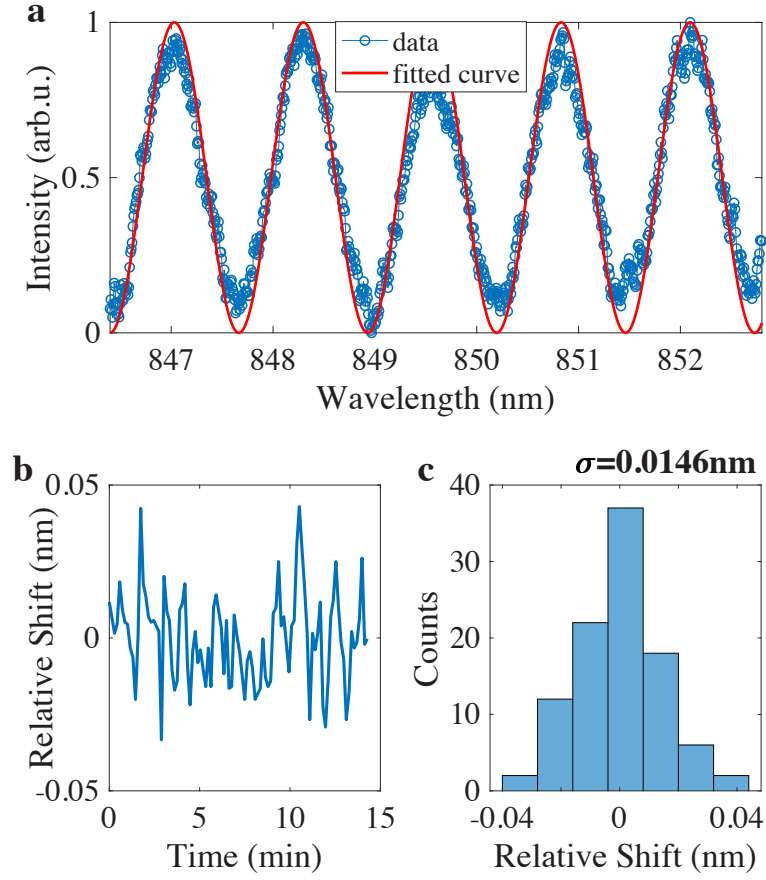 a
1
0.5
0
Intensity (arb.u.)
data
fitted curve
847 848 849 850 851 852
Wavelength (nm)
b
0.05
0
-0.05
Relative Shift (nm)
0 5 10 15
Time (min)
c
σ=0.0146nm
40
30
20
10
0
Counts
-0.04 0 0.04
Relative Shift (nm)